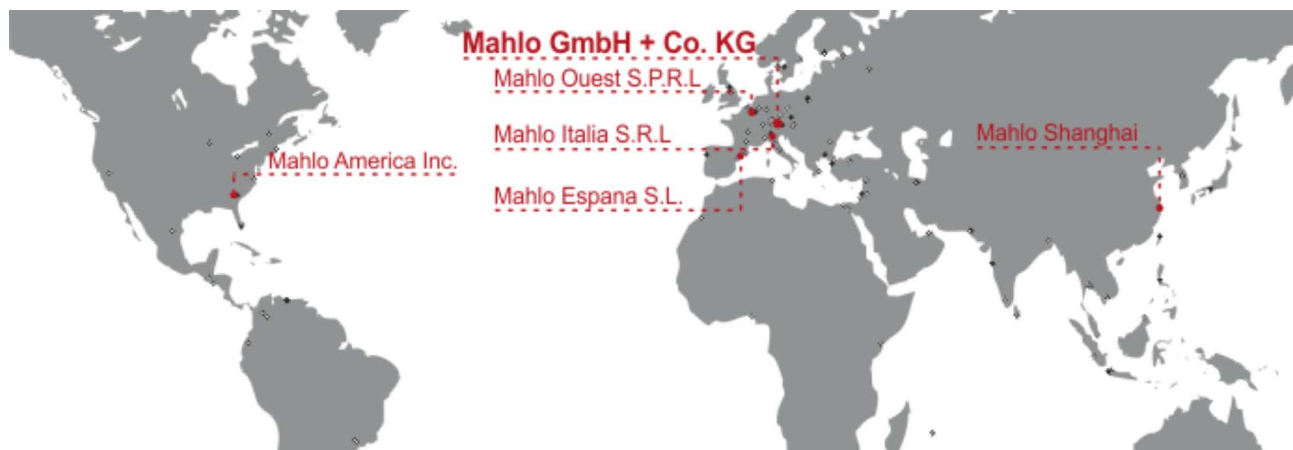 Mahlo GmbH + Co. KG
Mahlo Ouest S.P.R.L
Mahlo Italia S.R.L
Mahlo Shanghai
Mahlo America Inc.
Mahlo Espana S.L.